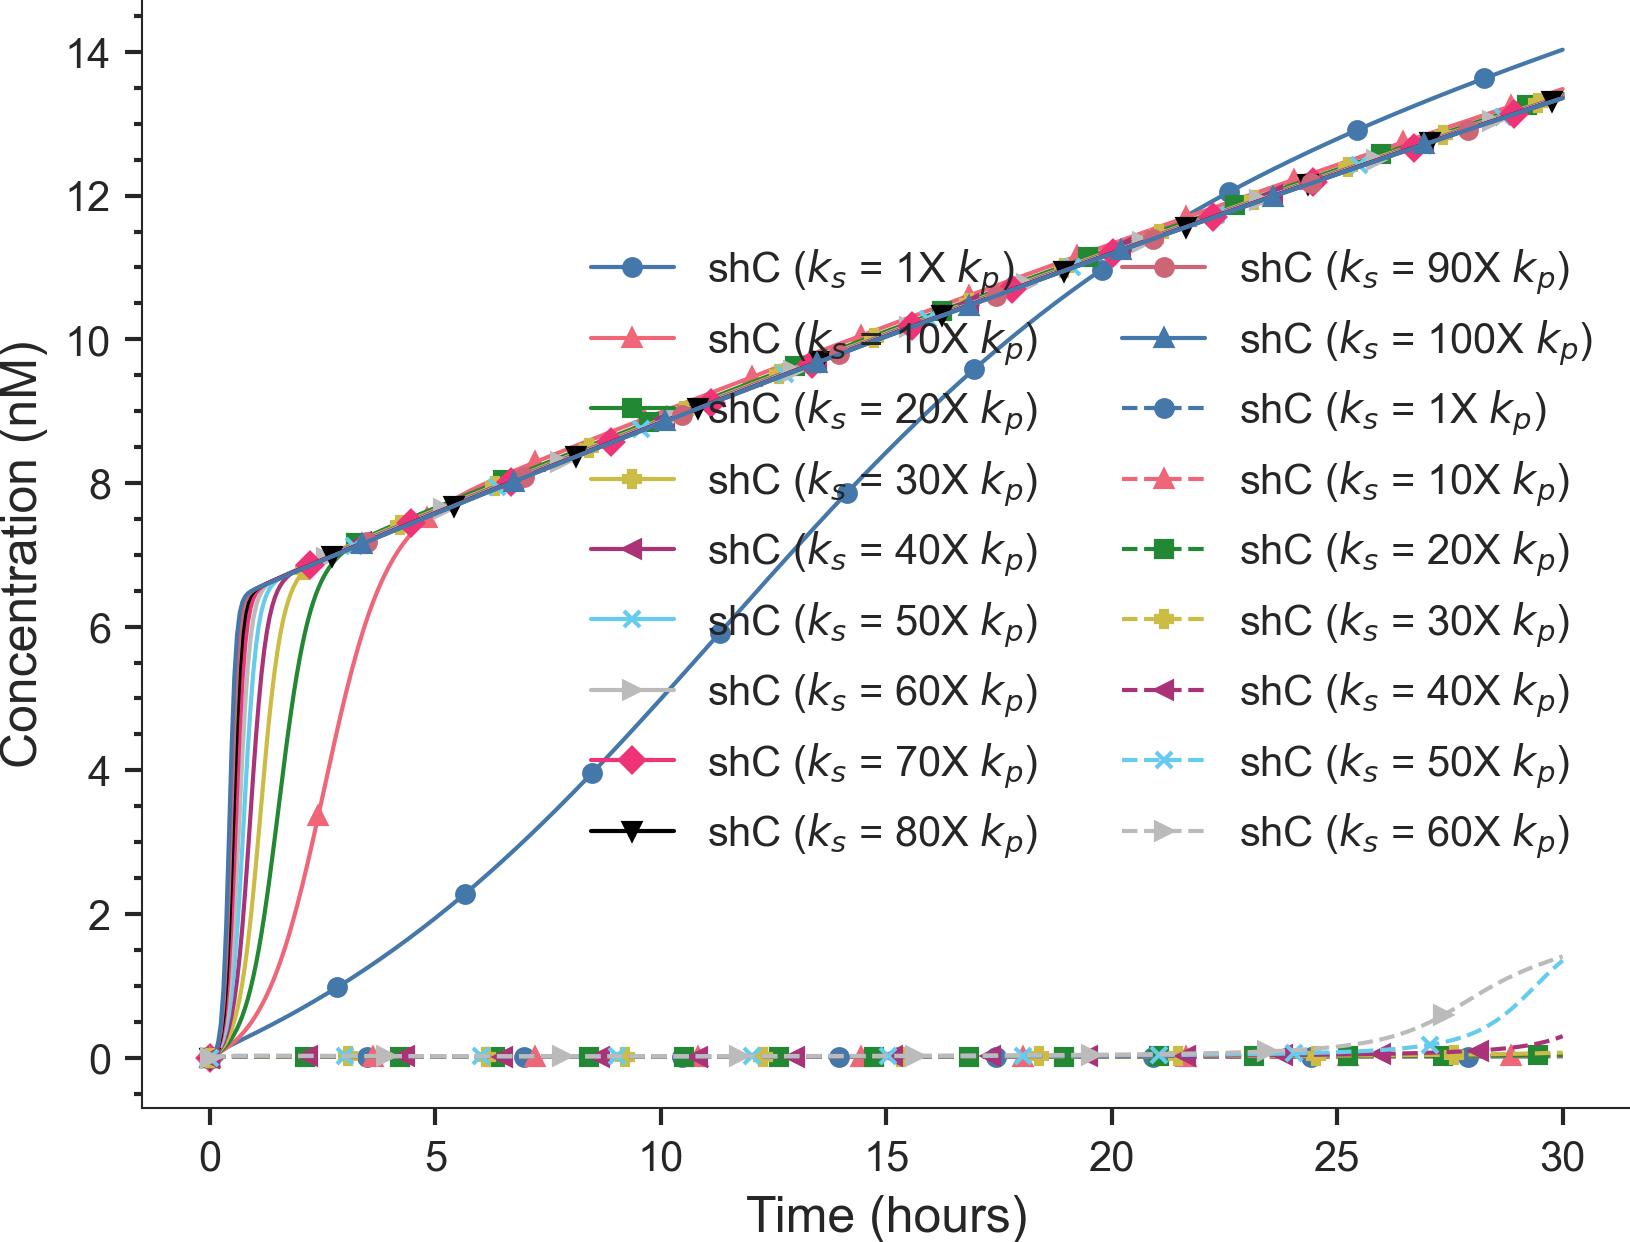 Concentration (nM)
14
12
10
8
6
4
2
0
shC (kₛ = 1X kₚ)
shC (kₛ = 10X kₚ)
shC (kₛ = 20X kₚ)
shC (kₛ = 30X kₚ)
shC (kₛ = 40X kₚ)
shC (kₛ = 50X kₚ)
shC (kₛ = 60X kₚ)
shC (kₛ = 70X kₚ)
shC (kₛ = 80X kₚ)
shC (kₛ = 90X kₚ)
shC (kₛ = 100X kₚ)
shC (kₛ = 1X kₚ)
shC (kₛ = 10X kₚ)
shC (kₛ = 20X kₚ)
shC (kₛ = 30X kₚ)
shC (kₛ = 40X kₚ)
shC (kₛ = 50X kₚ)
shC (kₛ = 60X kₚ)
0 5 10 15 20 25 30
Time (hours)